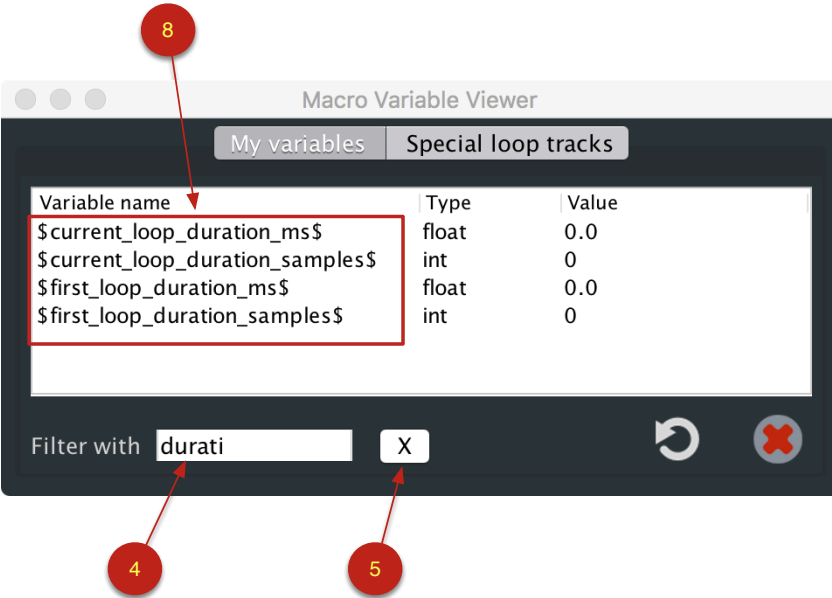 8
Macro Variable Viewer
My variables Special loop tracks
Variable name Type Value
$current_loop_duration_ms$ float 0.0
$current_loop_duration_samples$ int 0
$first_loop_duration_ms$ float 0.0
$first_loop_duration_samples$ int 0
Filter with durati X
4 5